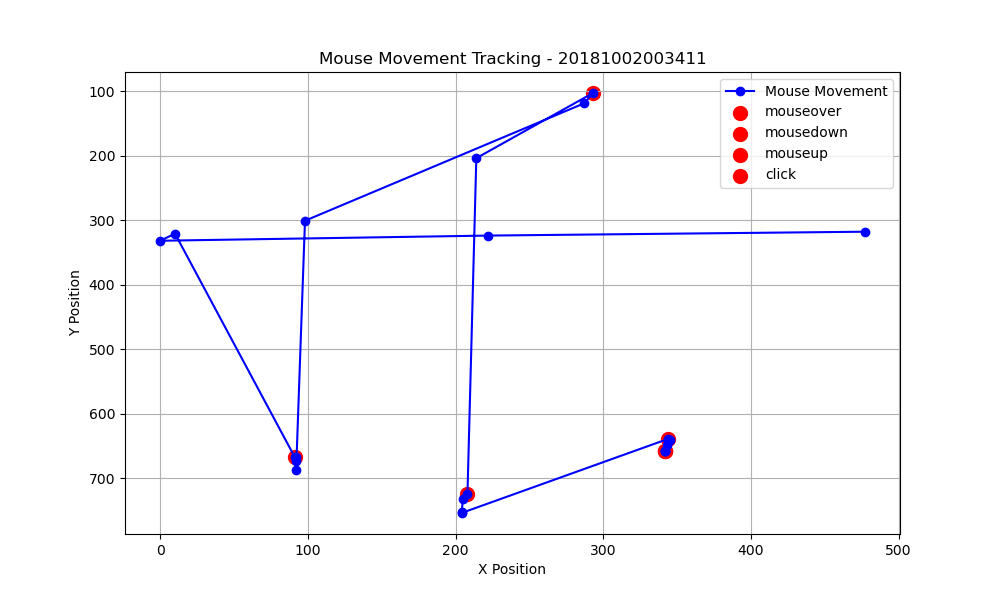 Mouse Movement Tracking - 20181002003411
Mouse Movement
mouseover
mousedown
mouseup
click
100
200
300
400
500
600
700
Y Position
0
100
200
300
400
500
X Position